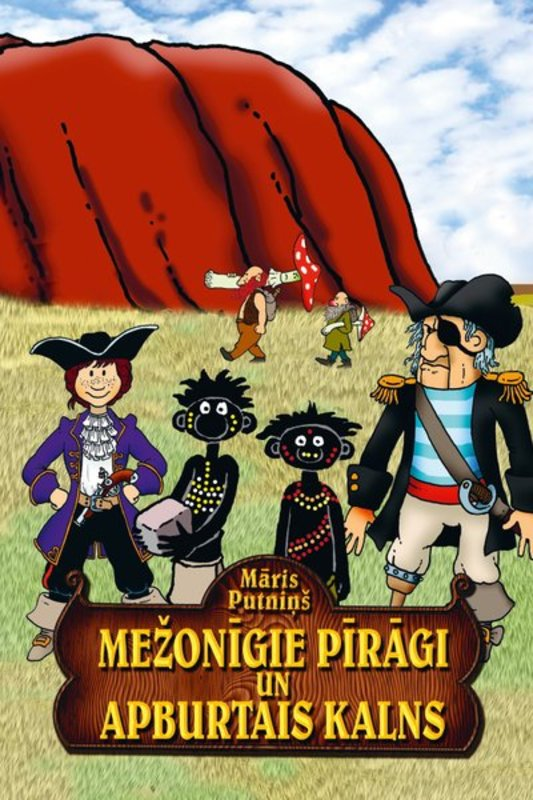 Māris
Putniņš
MEŽONĪGIE PĪRĀGI
UN
APBURTAIS KALNS